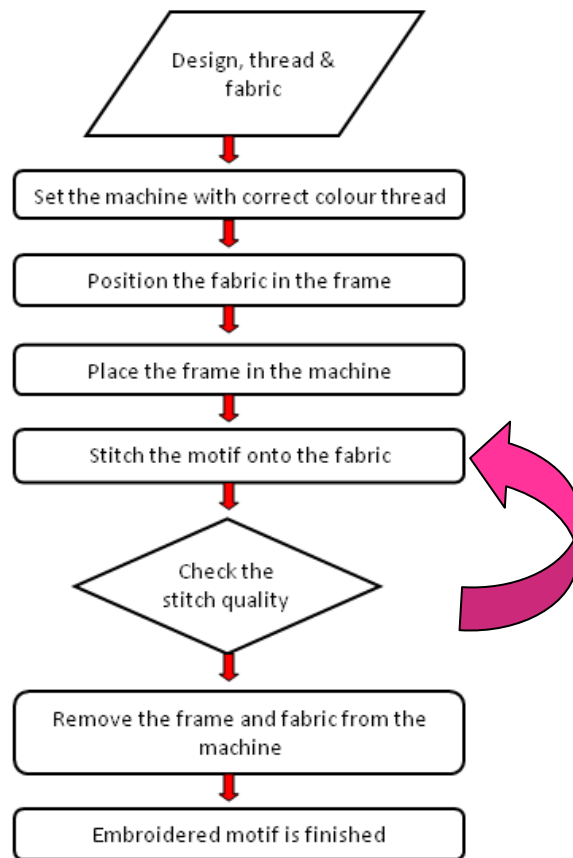 Design, thread &
fabric
Set the machine with correct colour thread
Position the fabric in the frame
Place the frame in the machine
Stitch the motif onto the fabric
Check the
stitch quality
Remove the frame and fabric from the
machine
Embroidered motif is finished